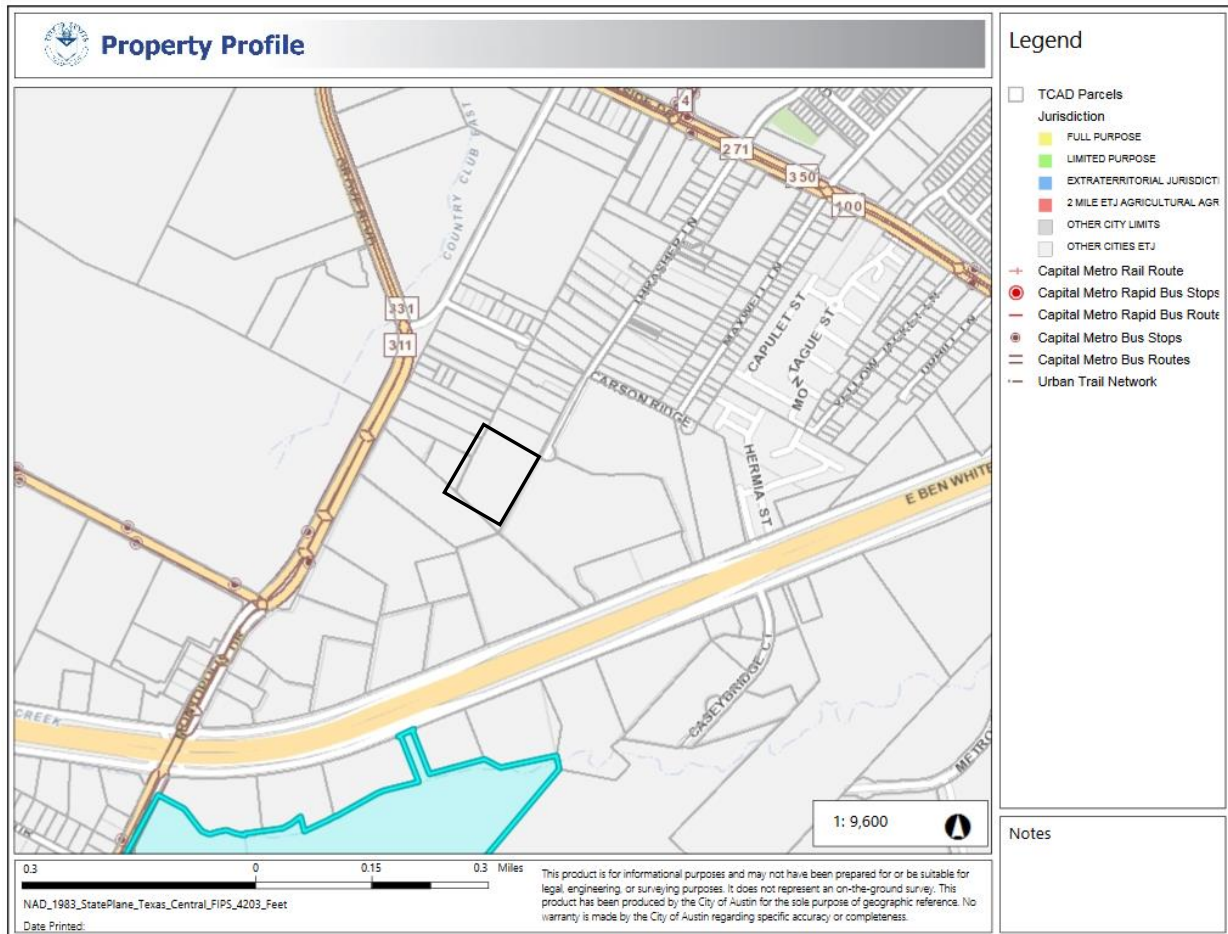 Property Profile
Legend
TCAD Parcels
Jurisdiction
FULL PURPOSE
LIMITED PURPOSE
EXTRATERRITORIAL JURISDICTI
2 MILE ETJ AGRICULTURAL AGR
OTHER CITY LIMITS
OTHER CITIES ETJ
Capital Metro Rail Route
Capital Metro Rapid Bus Stops
Capital Metro Rapid Bus Route
Capital Metro Bus Stops
Capital Metro Bus Routes
Urban Trail Network
SIDE DR
4
271
350
100
GROVE BLVD
COUNTRY CLUB EAST
331
311
THRASHER LN
MAXWELL LN
CAPULET ST
MONTAGUE ST
YELLOW JACKET LN
CARSON RIDGE
HERMIA ST
E BEN WHITE
MONTOPOLIS DR
CREEK
CASEYBRIDGE CT
METRO
1: 9,600
Notes
0.3 0 0.15 0.3 Miles
NAD_1983_StatePlane_Texas_Central_FIPS_4203_Feet
Date Printed:
This product is for informational purposes and may not have been prepared for or be suitable for
legal, engineering, or surveying purposes. It does not represent an on-the-ground survey. This
product has been produced by the City of Austin for the sole purpose of geographic reference. No
warranty is made by the City of Austin regarding specific accuracy or completeness.